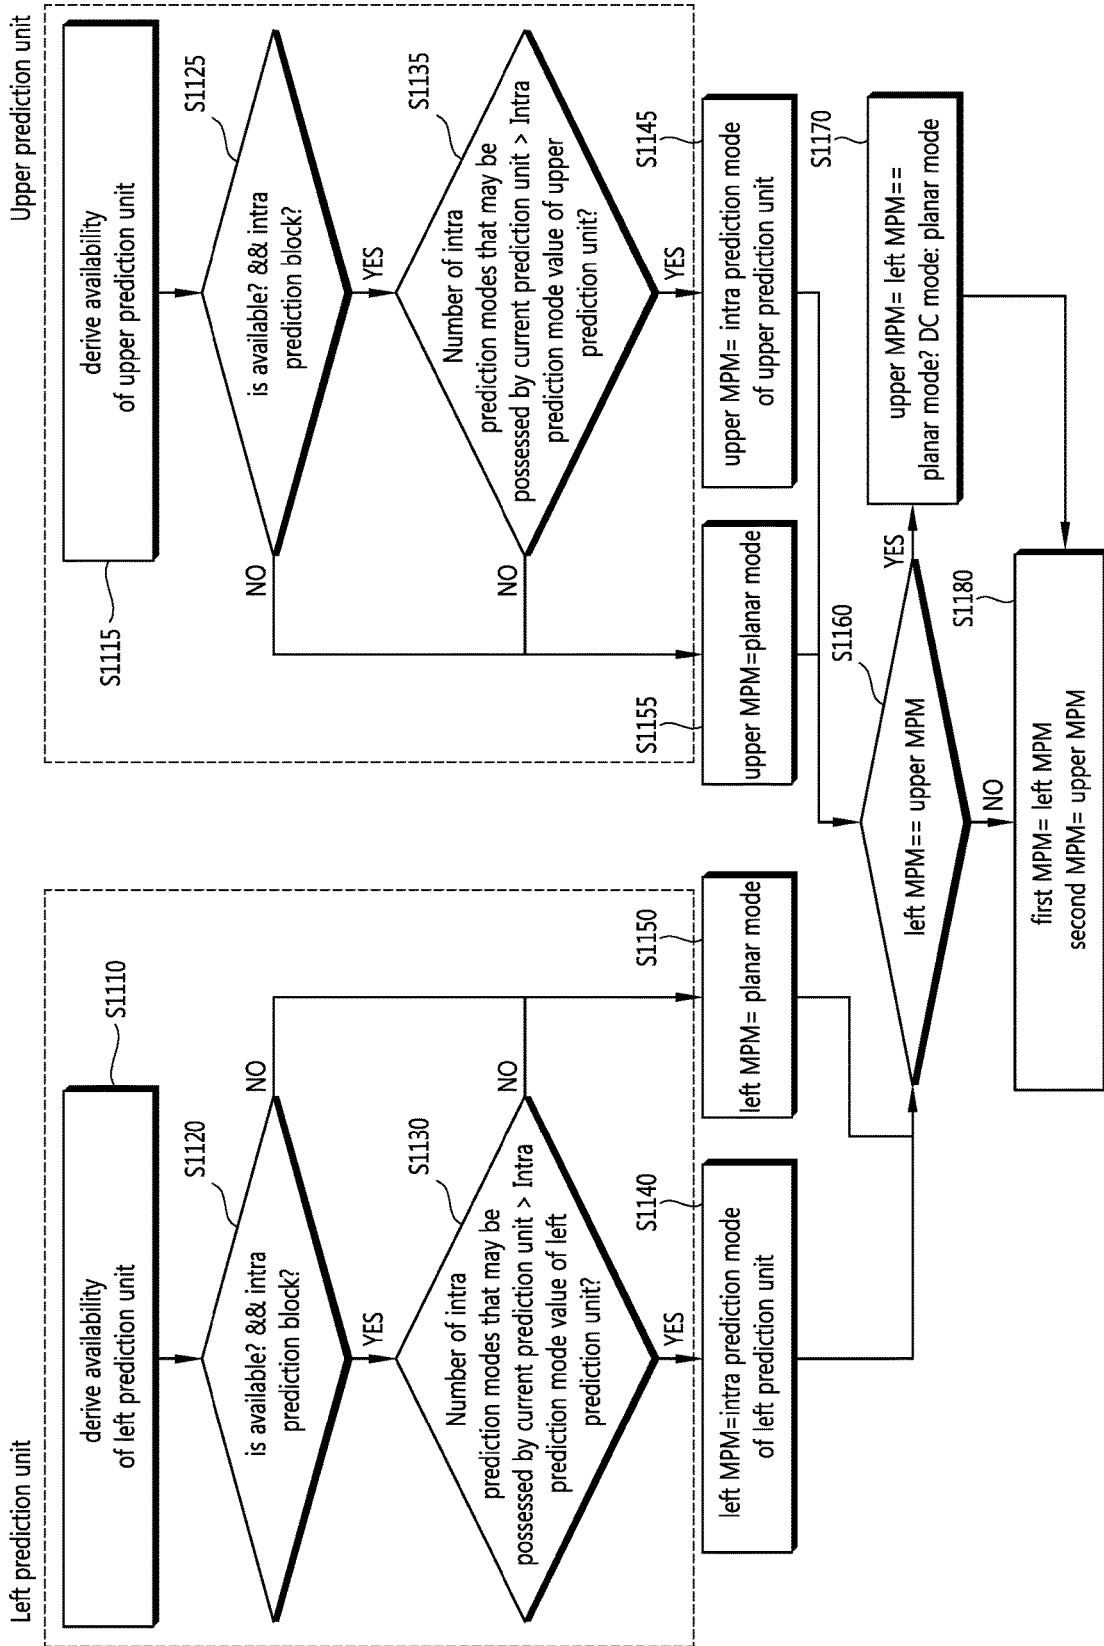 Left prediction unit
derive availability
of left prediction unit
S1110
is available? && intra
prediction block?
S1120
NO
YES
Number of intra
prediction modes that may be
possessed by current prediction unit > Intra
prediction mode value of left
prediction unit?
S1130
NO
YES
left MPM=intra prediction mode
of left prediction unit
S1140
left MPM= planar mode
S1150
Upper prediction unit
derive availability
of upper prediction unit
S1115
is available? && intra
prediction block?
S1125
NO
YES
Number of intra
prediction modes that may be
possessed by current prediction unit > Intra
prediction mode value of upper
prediction unit?
S1135
NO
YES
upper MPM=planar mode
S1155
upper MPM= intra prediction mode
of upper prediction unit
S1145
left MPM== upper MPM
S1160
YES
NO
upper MPM= left MPM==
planar mode? DC mode: planar mode
S1170
first MPM= left MPM
second MPM= upper MPM
S1180